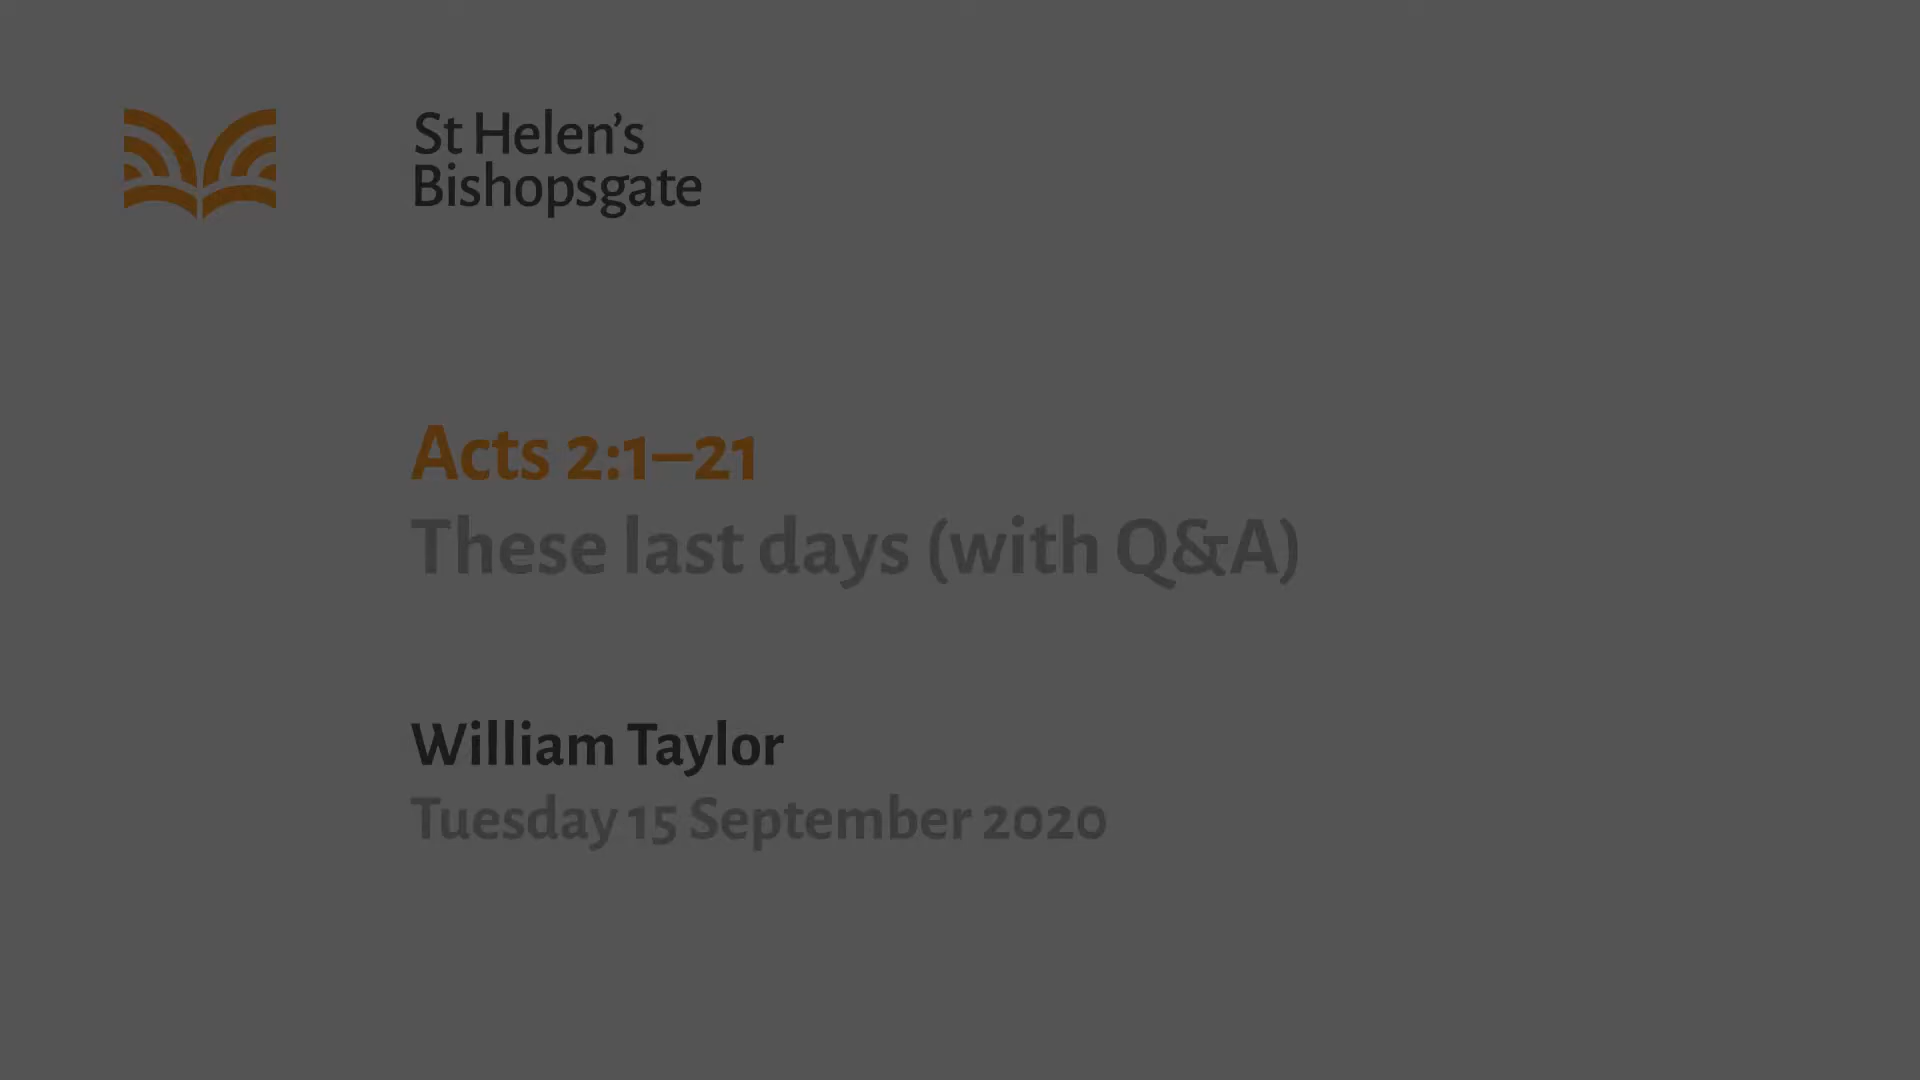 St Helen’s
Bishopsgate
Acts 2:1–21
These last days (with Q&A)
William Taylor
Tuesday 15 September 2020